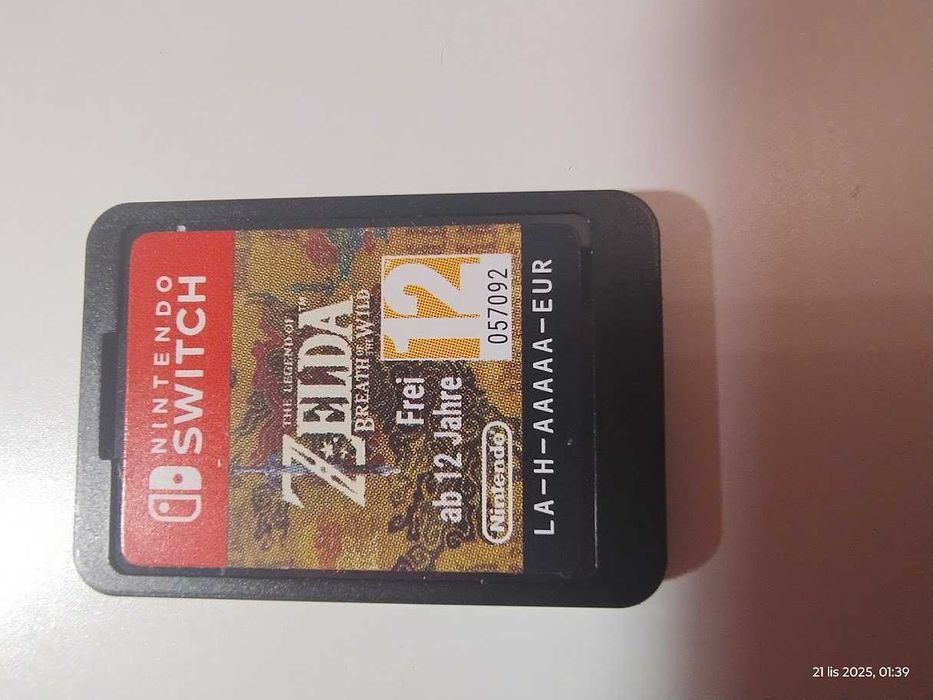 NINTENDO
SWITCH
THE LEGEND OF
ZELDA™
BREATH OF THE WILD
12
057092
Frei
ab 12 Jahre
Nintendo
LA-H-AAAAA-EUR
21 lis 2025, 01:39